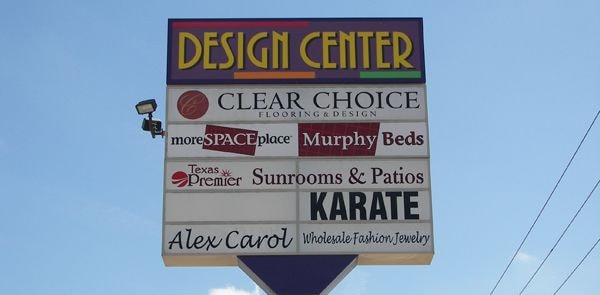 DESIGN CENTER
C CLEAR CHOICE
FLOORING & DESIGN
moreSPACEplace Murphy Beds
Texas Premier Sunrooms & Patios
KARATE
Alex Carol Wholesale Fashion Jewelry